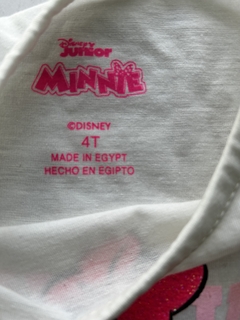 Disney
Junior
MINNIE
©DISNEY
4T
MADE IN EGYPT
HECHO EN EGIPTO